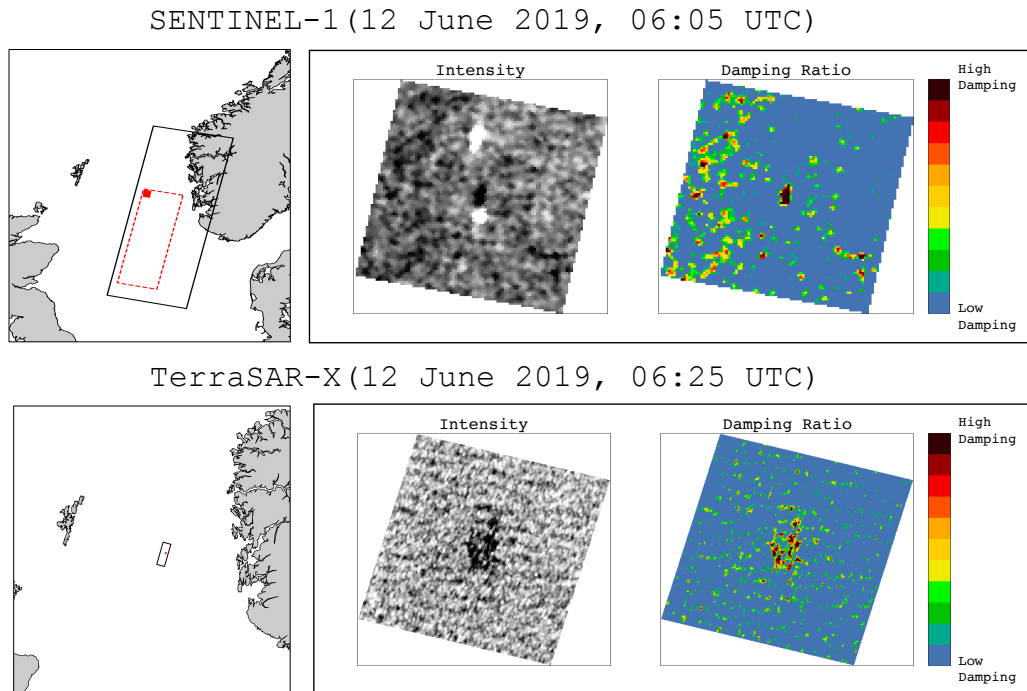 SENTINEL-1(12 June 2019, 06:05 UTC)
Intensity
Damping Ratio
High
Damping
Low
Damping
TerraSAR-X(12 June 2019, 06:25 UTC)
Intensity
Damping Ratio
High
Damping
Low
Damping